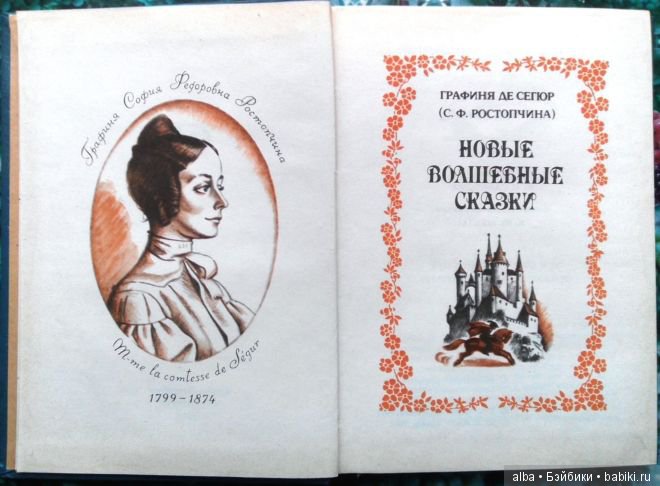 Графиня София Федоровна Ростопчина
M-me la comtesse de Ségur
1799-1874
ГРАФИНЯ ДЕ СЕГЮР
(С. Ф. РОСТОПЧИНА)
НОВЫЕ
ВОЛШЕБНЫЕ
СКАЗКИ
alba • Бэйбики • babiki.ru